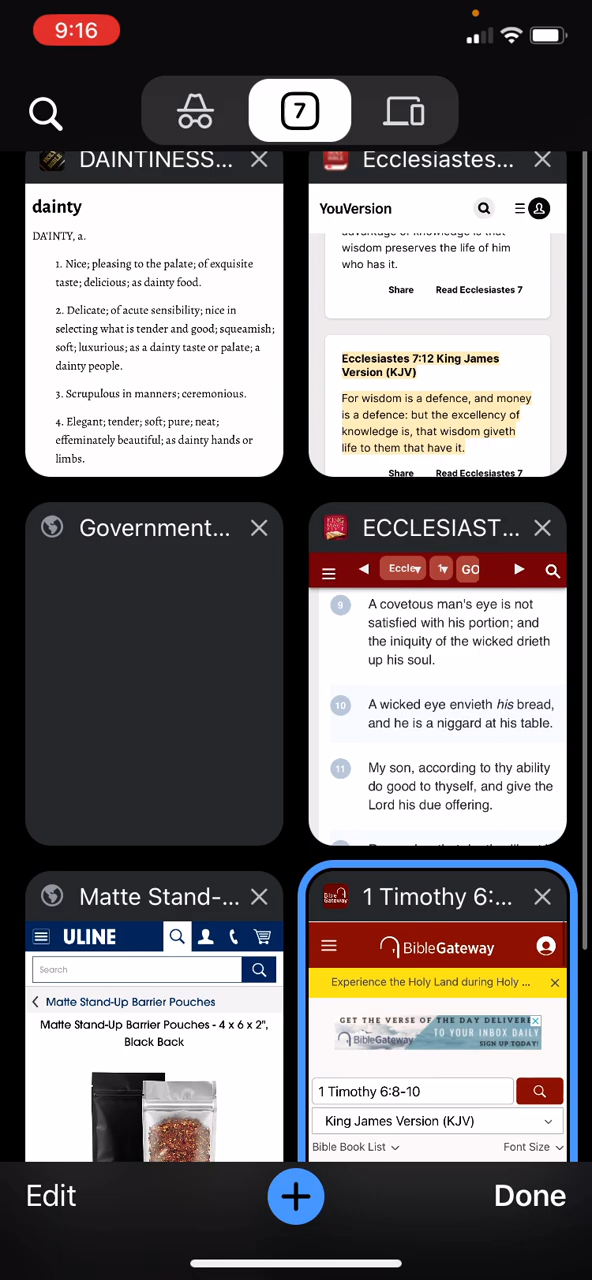 9:16
7
DAINTINESS...
dainty
DA'INTY, a.
1. Nice; pleasing to the palate; of exquisite
taste; delicious; as dainty food.
2. Delicate; of acute sensibility; nice in
selecting what is tender and good; squeamish;
soft; luxurious; as a dainty taste or palate; a
dainty people.
3. Scrupulous in manners; ceremonious.
4. Elegant; tender; soft; pure; neat;
effeminately beautiful; as dainty hands or
limbs.
Ecclesiastes...
YouVersion
advantage of knowledge is that
wisdom preserves the life of him
who has it.
Share Read Ecclesiastes 7
Ecclesiastes 7:12 King James
Version (KJV)
For wisdom is a defence, and money
is a defence: but the excellency of
knowledge is, that wisdom giveth
life to them that have it.
Share Read Ecclesiastes 7
Government...
ECCLESIAST...
Eccle 1 GO
9 A covetous man's eye is not
satisfied with his portion; and
the iniquity of the wicked drieth
up his soul.
10 A wicked eye envieth his bread,
and he is a niggard at his table.
11 My son, according to thy ability
do good to thyself, and give the
Lord his due offering.
Matte Stand-...
ULINE
Search
Matte Stand-Up Barrier Pouches
Matte Stand-Up Barrier Pouches - 4 x 6 x 2",
Black Back
1 Timothy 6:...
BibleGateway
Experience the Holy Land during Holy ...
GET THE VERSE OF THE DAY DELIVERE
TO YOUR INBOX DAILY
BibleGateway
SIGN UP TODAY!
1 Timothy 6:8-10
King James Version (KJV)
Bible Book List Font Size
Edit
Done